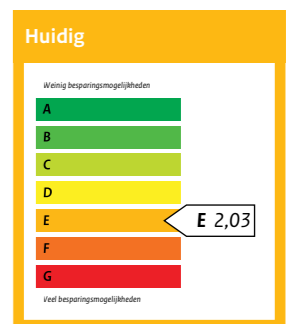 Huidig
Weinig besparingsmogelijkheden
A
B
C
D
E
E 2,03
F
G
Veel besparingsmogelijkheden